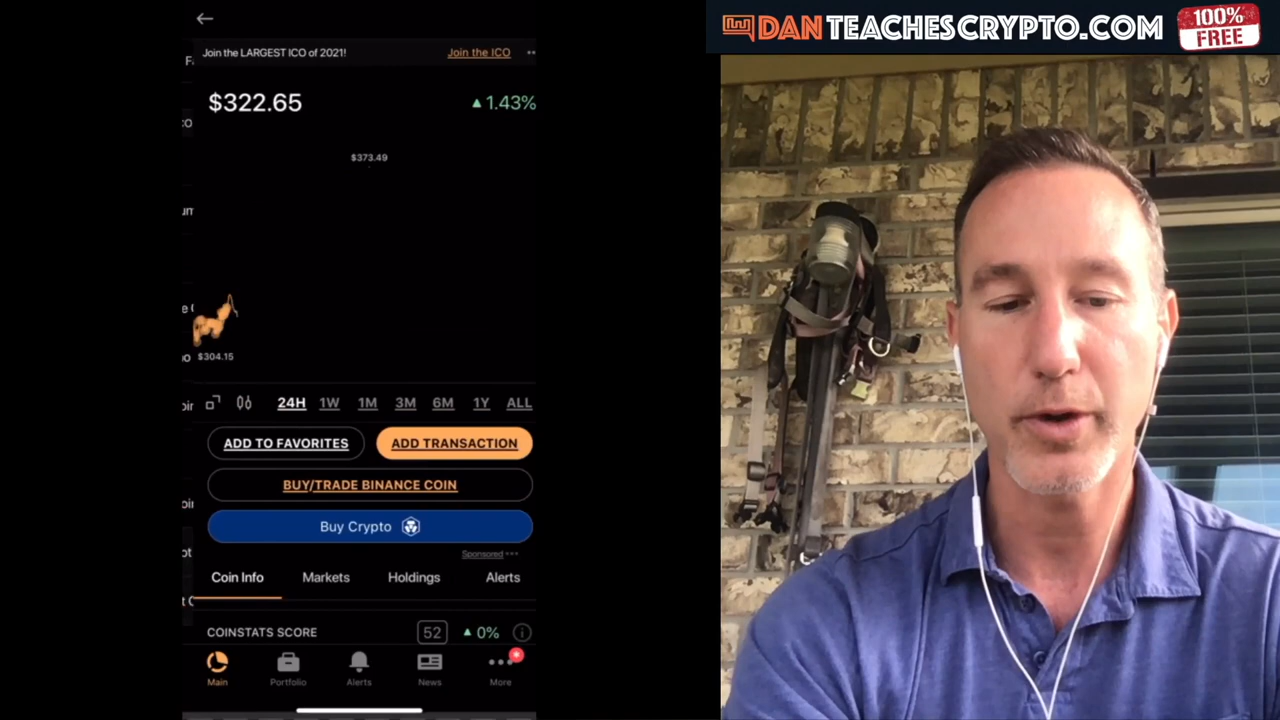 DANTEACHESCRYPTO.COM
100%
FREE
Join the LARGEST ICO of 2021!
Join the ICO
$322.65
1.43%
$373.49
$304.15
24H 1W 1M 3M 6M 1Y ALL
ADD TO FAVORITES
ADD TRANSACTION
BUY/TRADE BINANCE COIN
Buy Crypto
Sponsored
Coin Info Markets Holdings Alerts
COINSTATS SCORE 52 0%
Main Portfolio Alerts News More